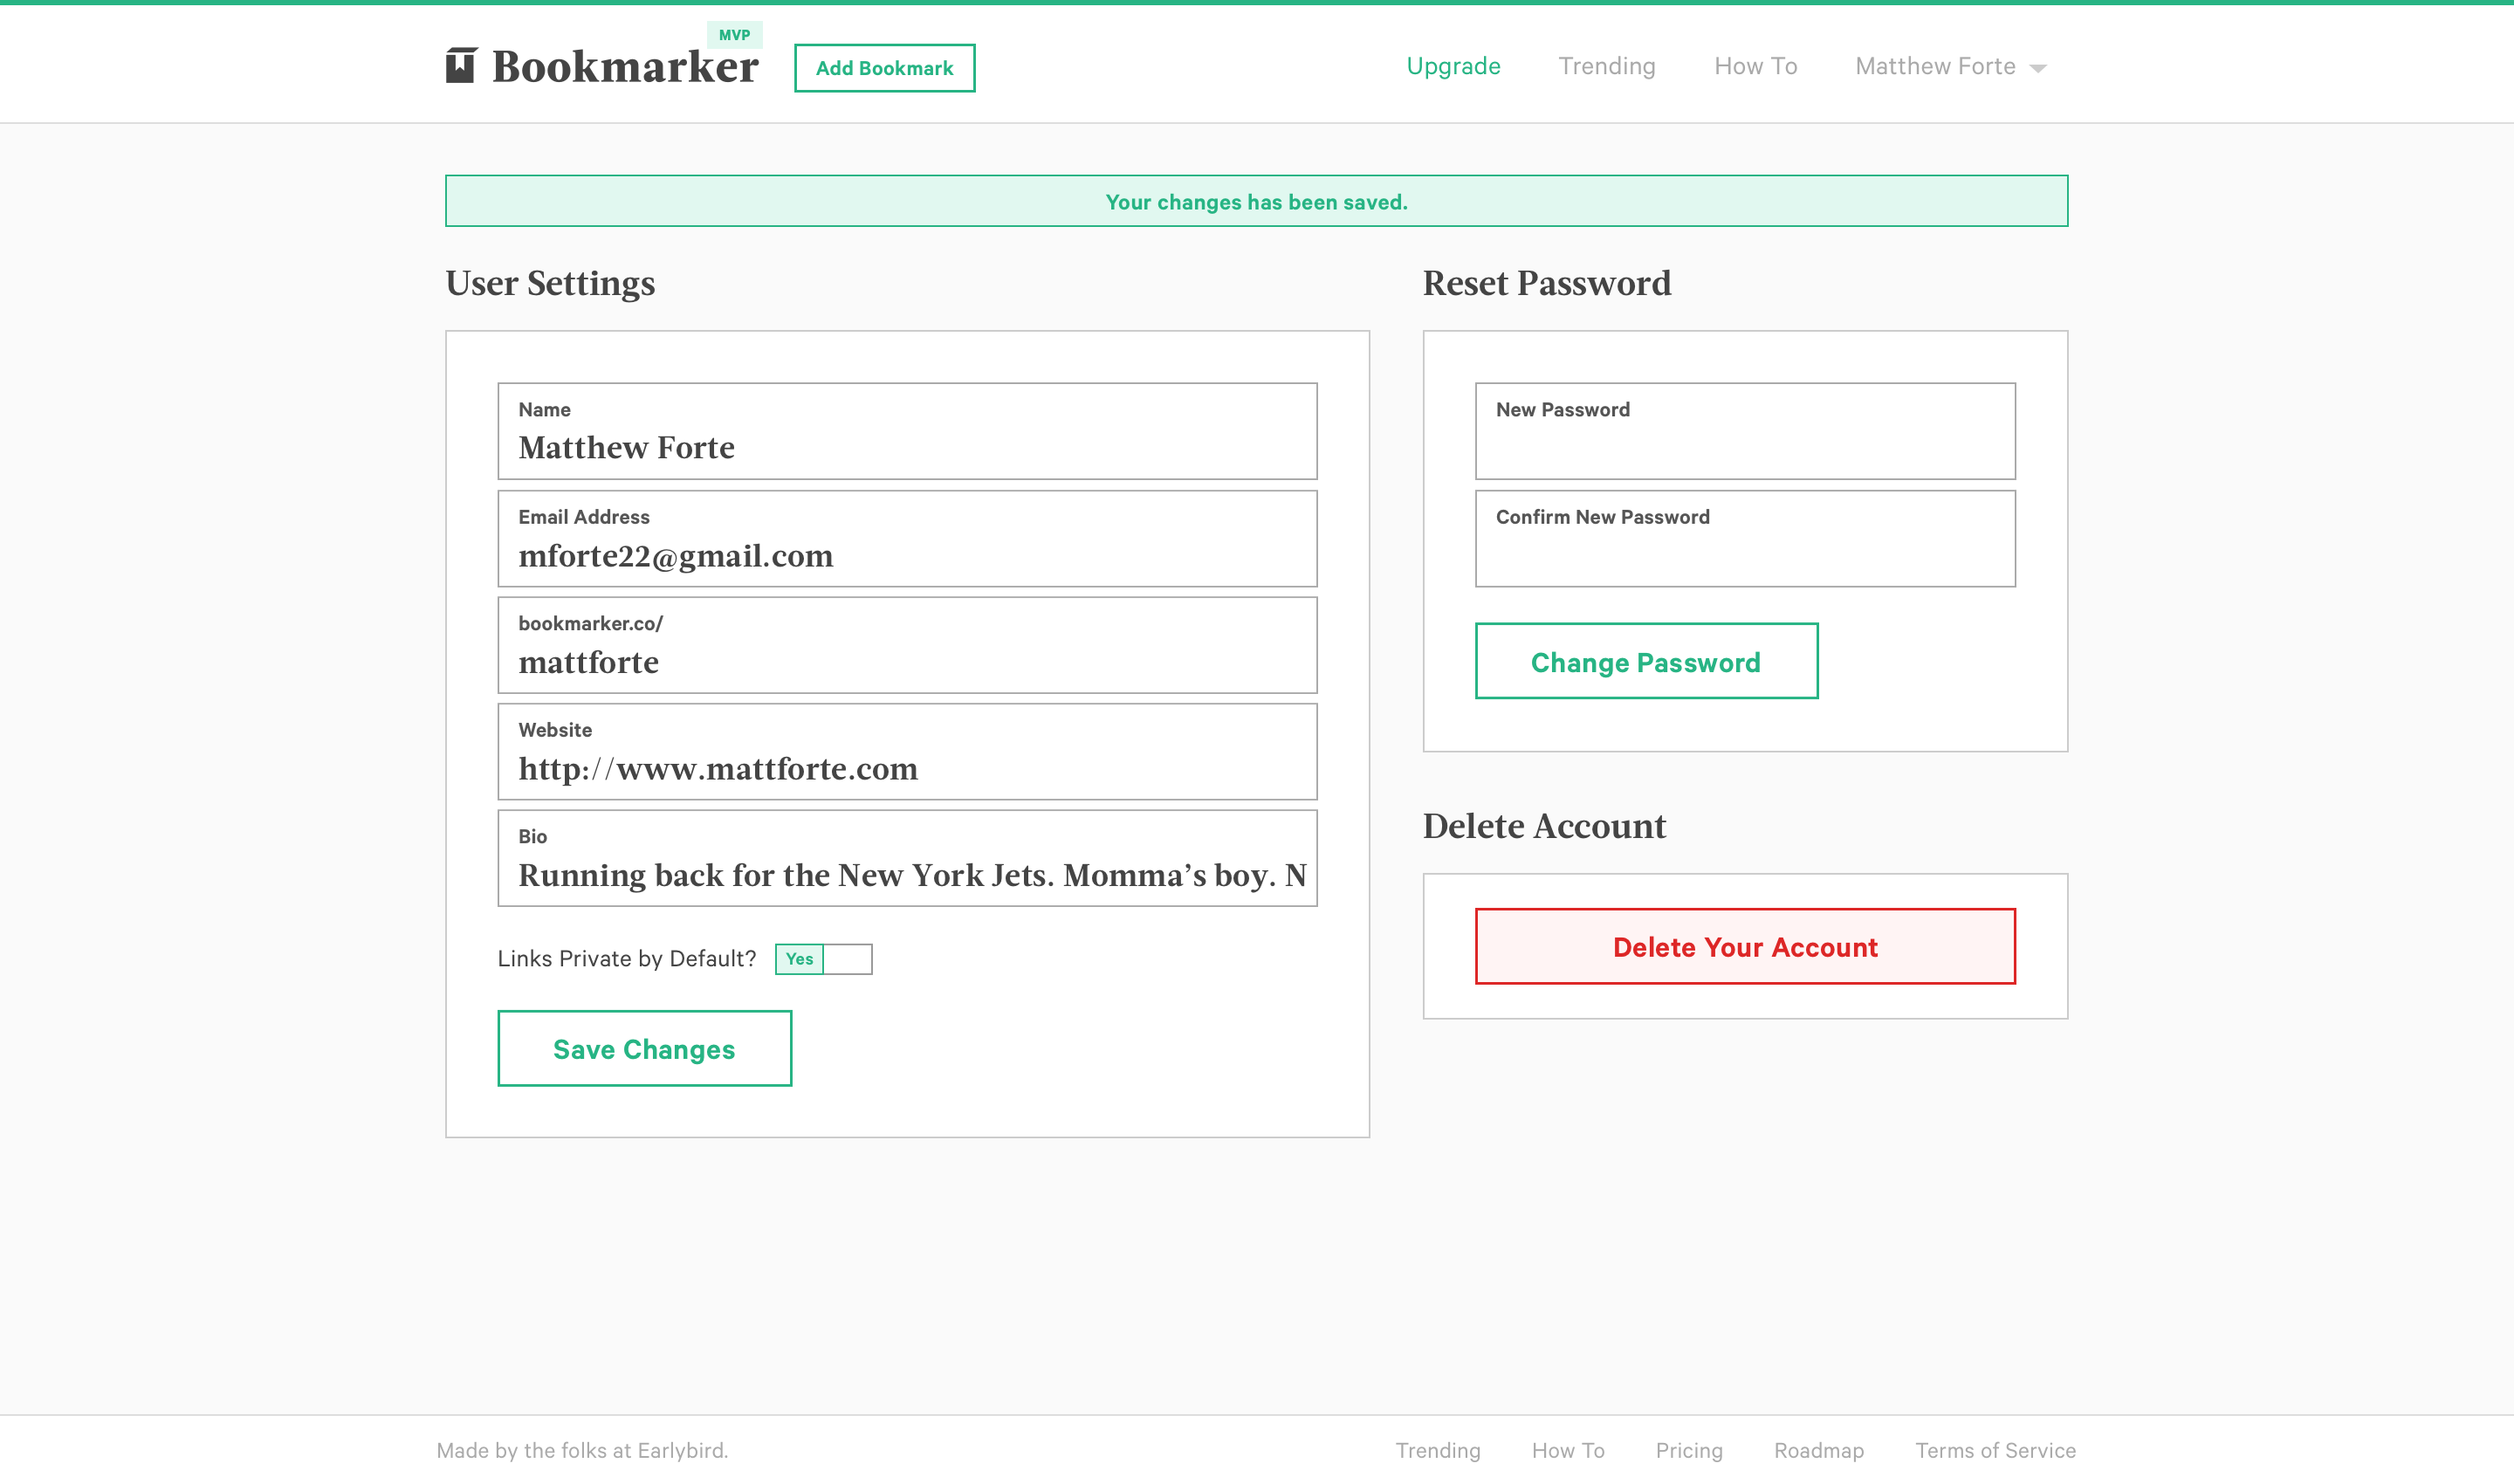 Bookmarker
MVP
Add Bookmark
Upgrade
Trending
How To
Matthew Forte
Your changes has been saved.
User Settings
Name
Matthew Forte
Email Address
mforte22@gmail.com
bookmarker.co/
mattforte
Website
http://www.mattforte.com
Bio
Running back for the New York Jets. Momma’s boy. N
Links Private by Default?
Yes
Save Changes
Reset Password
New Password
Confirm New Password
Change Password
Delete Account
Delete Your Account
Made by the folks at Earlybird.
Trending
How To
Pricing
Roadmap
Terms of Service